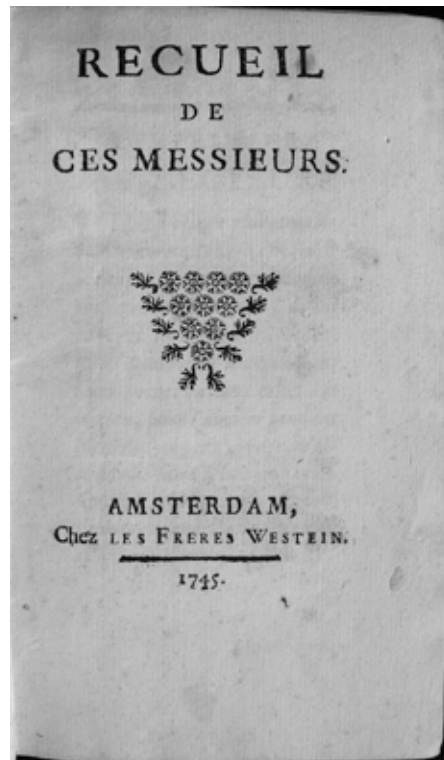 RECUEIL
DE
CES MESSIEURS.
AMSTERDAM,
Chez LES FRERES WESTEIN.
1745.